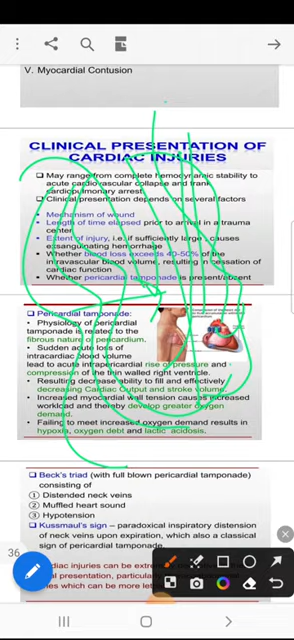 V. Myocardial Contusion
CLINICAL PRESENTATION OF
CARDIAC INJURIES
May range from complete hemodynamic stability to
acute cardiovascular collapse and frank
cardiopulmonary arrest
Clinical presentation depends on several factors
Mechanism of wound
Length of time elapsed prior to arrival in a trauma
center
Extent of injury, i.e. if sufficiently large causes
exsanguinating hemorrhage
Whether blood loss exceeds 40-50% of the
intravascular blood volume, resulting in cessation of
cardiac function
Whether pericardial tamponade is present/absent
Pericardial tamponade:
Physiology of pericardial
tamponade is related to the
fibrous nature of pericardium.
Sudden acute loss of
intracardiac blood volume
lead to acute intrapericardial rise of pressure and
compression of the thin walled right ventricle.
Resulting decrease ability to fill and effectively
decreasing Cardiac Output and stroke volume.
Increased myocardial wall tension causes increased
workload and thereby develop greater oxygen
demand.
Failing to meet increased oxygen demand results in
hypoxia, oxygen debt and lactic acidosis.
Beck's triad (with full blown pericardial tamponade)
consisting of
① Distended neck veins
② Muffled heart sound
③ Hypotension
Kussmaul's sign – paradoxical inspiratory distension
of neck veins upon expiration, which also a classical
sign of pericardial tamponade.
36